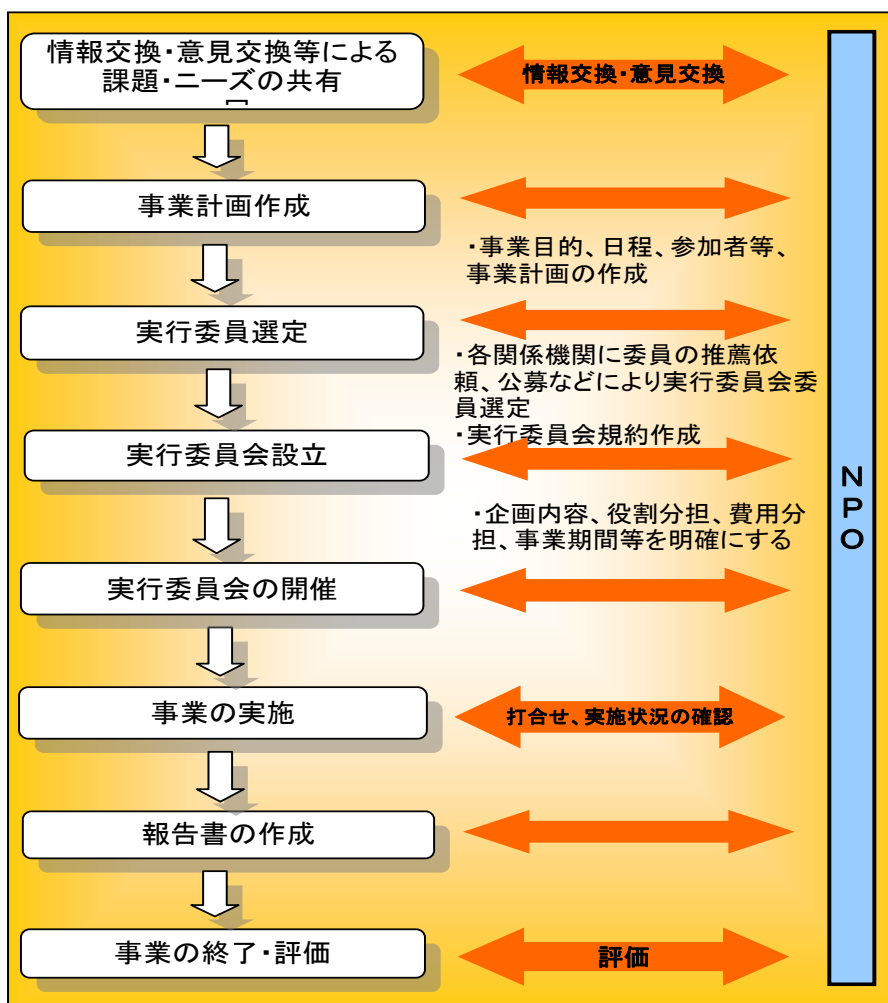 情報交換・意見交換等による
課題・ニーズの共有
情報交換・意見交換
事業計画作成
・事業目的、日程、参加者等、
事業計画の作成
実行委員選定
・各関係機関に委員の推薦依
頼、公募などにより実行委員会委
員選定
・実行委員会規約作成
実行委員会設立
・企画内容、役割分担、費用分
担、事業期間等を明確にする
実行委員会の開催
事業の実施
打合せ、実施状況の確認
報告書の作成
事業の終了・評価
評価
NPO